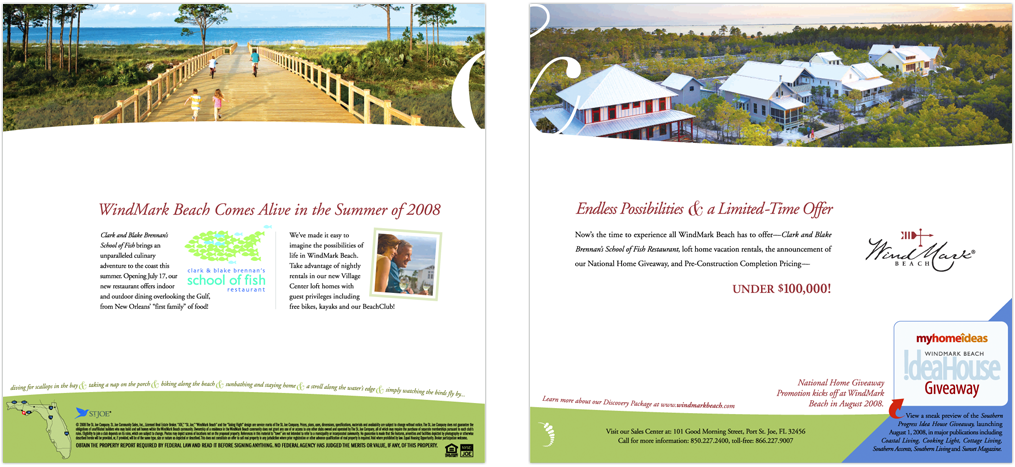 WindMark Beach Comes Alive in the Summer of 2008
Clark and Blake Brennan's
School of Fish brings an
unparalleled culinary
adventure to the coast this
summer. Opening July 17, our
new restaurant offers indoor
and outdoor dining overlooking the Gulf,
from New Orleans' "first family" of food!
clark & blake brennan's
school of fish
restaurant
We've made it easy to
imagine the possibilities of
life in WindMark Beach.
Take advantage of nightly
rentals in our new Village
Center loft homes with
guest privileges including
free bikes, kayaks and our BeachClub!
diving for scallops in the bay & taking a nap on the porch & hiking along the beach & sunbathing and staying home & a stroll along the water's edge & simply watching the birds fly by...
ST.JOE®
OBTAIN THE PROPERTY REPORT REQUIRED BY FEDERAL LAW AND READ IT BEFORE SIGNING ANYTHING. NO FEDERAL AGENCY HAS JUDGED THE MERITS OR VALUE, IF ANY, OF THIS PROPERTY.
&
Endless Possibilities & a Limited-Time Offer
Now's the time to experience all WindMark Beach has to offer—Clark and Blake
Brennan's School of Fish Restaurant, loft home vacation rentals, the announcement of
our National Home Giveaway, and Pre-Construction Completion Pricing—
UNDER $100,000!
WindMark®
BEACH
myhomeideas
WINDMARK BEACH
!deaHouse
Giveaway
National Home Giveaway
Promotion kicks off at WindMark
Beach in August 2008.
Learn more about our Discovery Package at www.windmarkbeach.com
Visit our Sales Center at: 101 Good Morning Street, Port St. Joe, FL 32456
Call for more information: 850.227.2400, toll-free: 866.227.9007
View a sneak preview of the Southern
Progress Idea House Giveaway, launching
August 1, 2008, in major publications including
Coastal Living, Cooking Light, Cottage Living,
Southern Accents, Southern Living and Sunset Magazine.